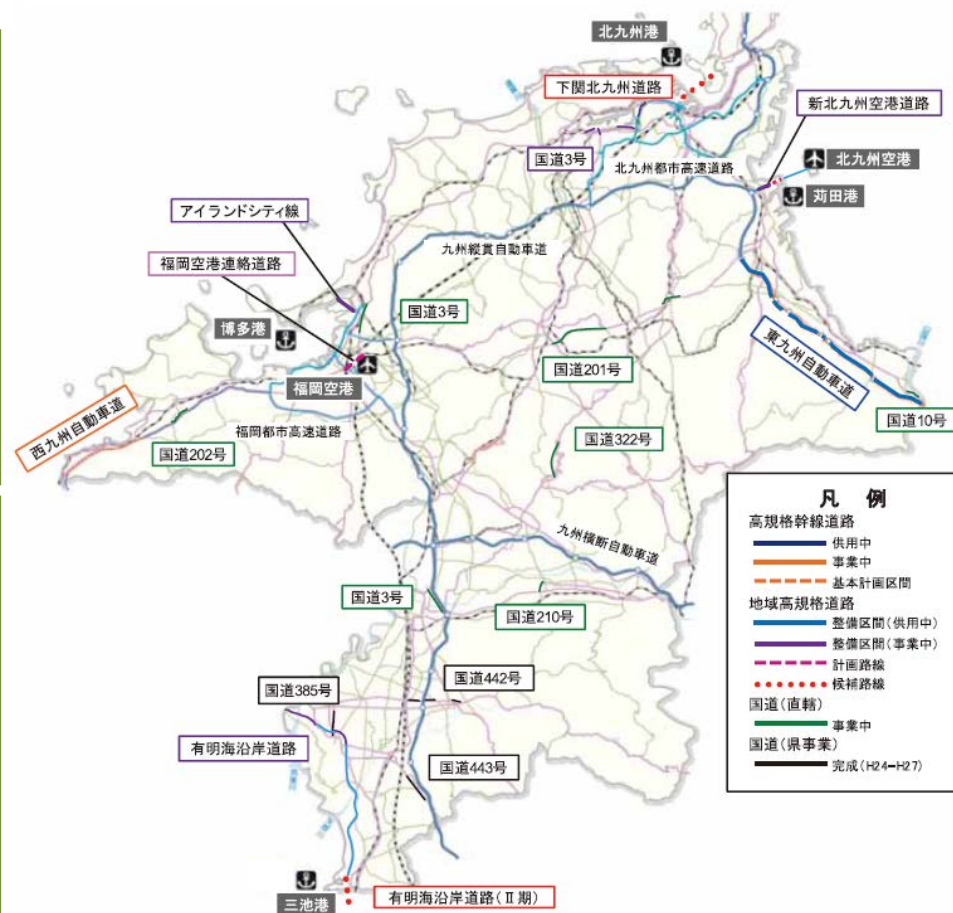 北九州港
下関北九州道路
新北九州空港道路
国道3号
北九州空港
北九州都市高速道路
苅田港
アイランドシティ線
九州縦貫自動車道
福岡空港連絡道路
国道3号
博多港
東九州自動車道
国道201号
福岡空港
西九州自動車道
国道10号
福岡都市高速道路
国道322号
国道202号
九州横断自動車道
国道3号
国道210号
国道442号
国道385号
有明海沿岸道路
国道443号
三池港
有明海沿岸道路(Ⅱ期)
凡 例
高規格幹線道路
供用中
事業中
基本計画区間
地域高規格道路
整備区間(供用中)
整備区間(事業中)
計画路線
候補路線
国道(直轄)
事業中
国道(県事業)
完成(H24-H27)